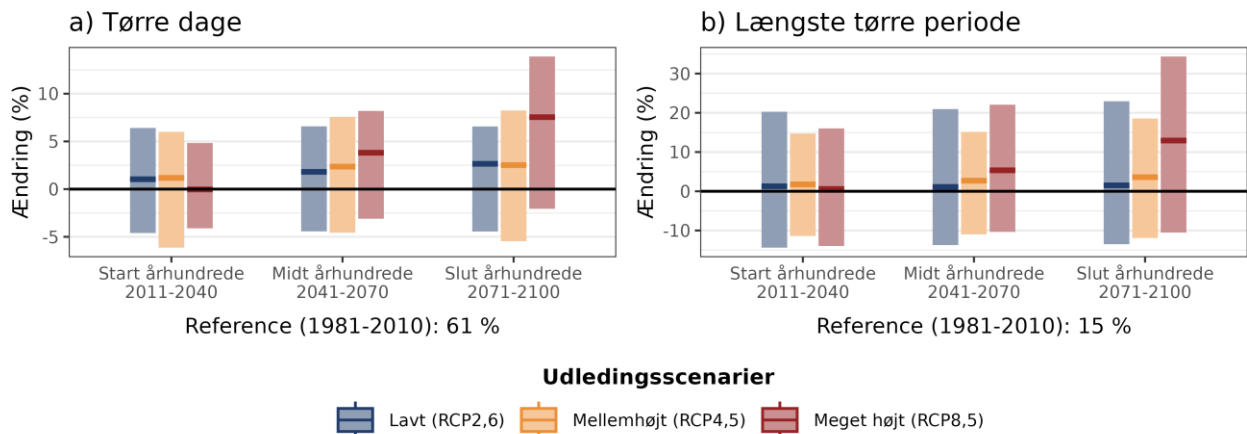 a) Tørre dage
Ændring (%)
10
5
0
-5
Start århundrede
2011-2040
Midt århundrede
2041-2070
Slut århundrede
2071-2100
Reference (1981-2010): 61 %
b) Længste tørre periode
Ændring (%)
30
20
10
0
-10
Start århundrede
2011-2040
Midt århundrede
2041-2070
Slut århundrede
2071-2100
Reference (1981-2010): 15 %
Udledingsscenarier
Lavt (RCP2,6)
Mellemhøjt (RCP4,5)
Meget højt (RCP8,5)